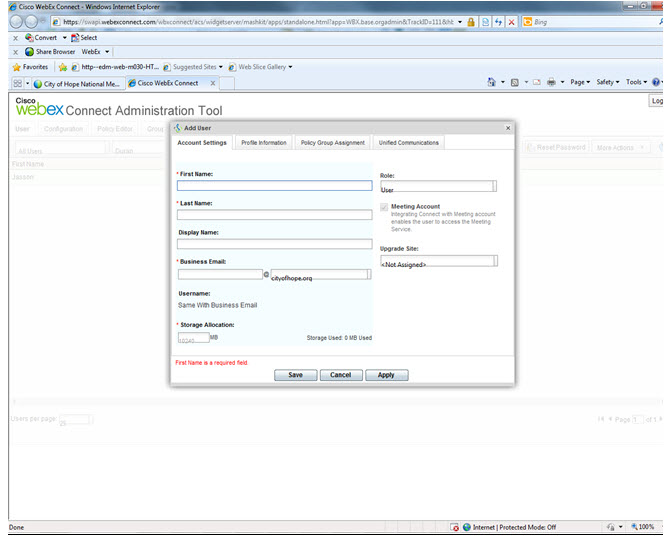 Cisco WebEx Connect - Windows Internet Explorer
https://swapi.webexconnect.com/wbxconnect/acs/widgetserver/mashkit/apps/standalone.html?app=WBX.base.orgadmin&TrackID=111&hb
Bing
x Convert Select
x Share Browser WebEx
Favorites http--edm-web-m030-HT... Suggested Sites Web Slice Gallery
City of Hope National Me... Cisco WebEx Connect X Page Safety Tools
Cisco
webex Connect Administration Tool
Log
User Configuration Policy Editor Group
All Users
Reset Password More Actions
First Name
Jackson
Add User x
Account Settings Profile Information Policy Group Assignment Unified Communications
* First Name:
* Last Name:
Display Name:
* Business Email:
@ cityofhope.org
Username:
Same With Business Email
* Storage Allocation:
10240 MB Storage Used: 0 MB Used
Role:
User
Meeting Account
Integrating Connect with Meeting account
enables the user to access the Meeting
Service.
Upgrade Site:
<Not Assigned>
First Name is a required field.
Save Cancel Apply
Users per page: 25
Page 1 of 1
Done Internet | Protected Mode: Off 100%